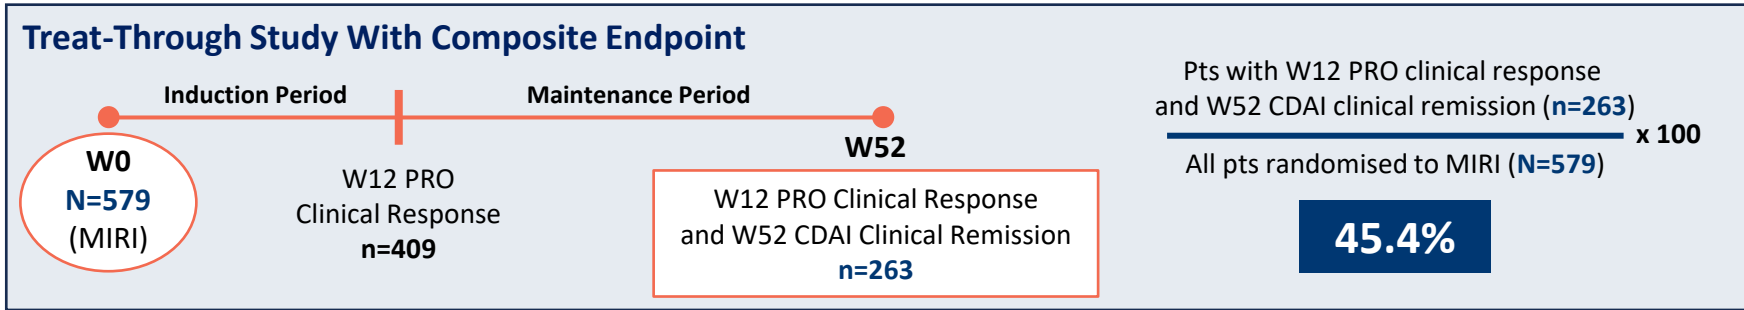 Treat-Through Study With Composite Endpoint
Induction Period
Maintenance Period
W0
N=579
(MIRI)
W12 PRO
Clinical Response
n=409
W52
W12 PRO Clinical Response
and W52 CDAI Clinical Remission
n=263
Pts with W12 PRO clinical response
and W52 CDAI clinical remission (n=263)
x 100
All pts randomised to MIRI (N=579)
45.4%